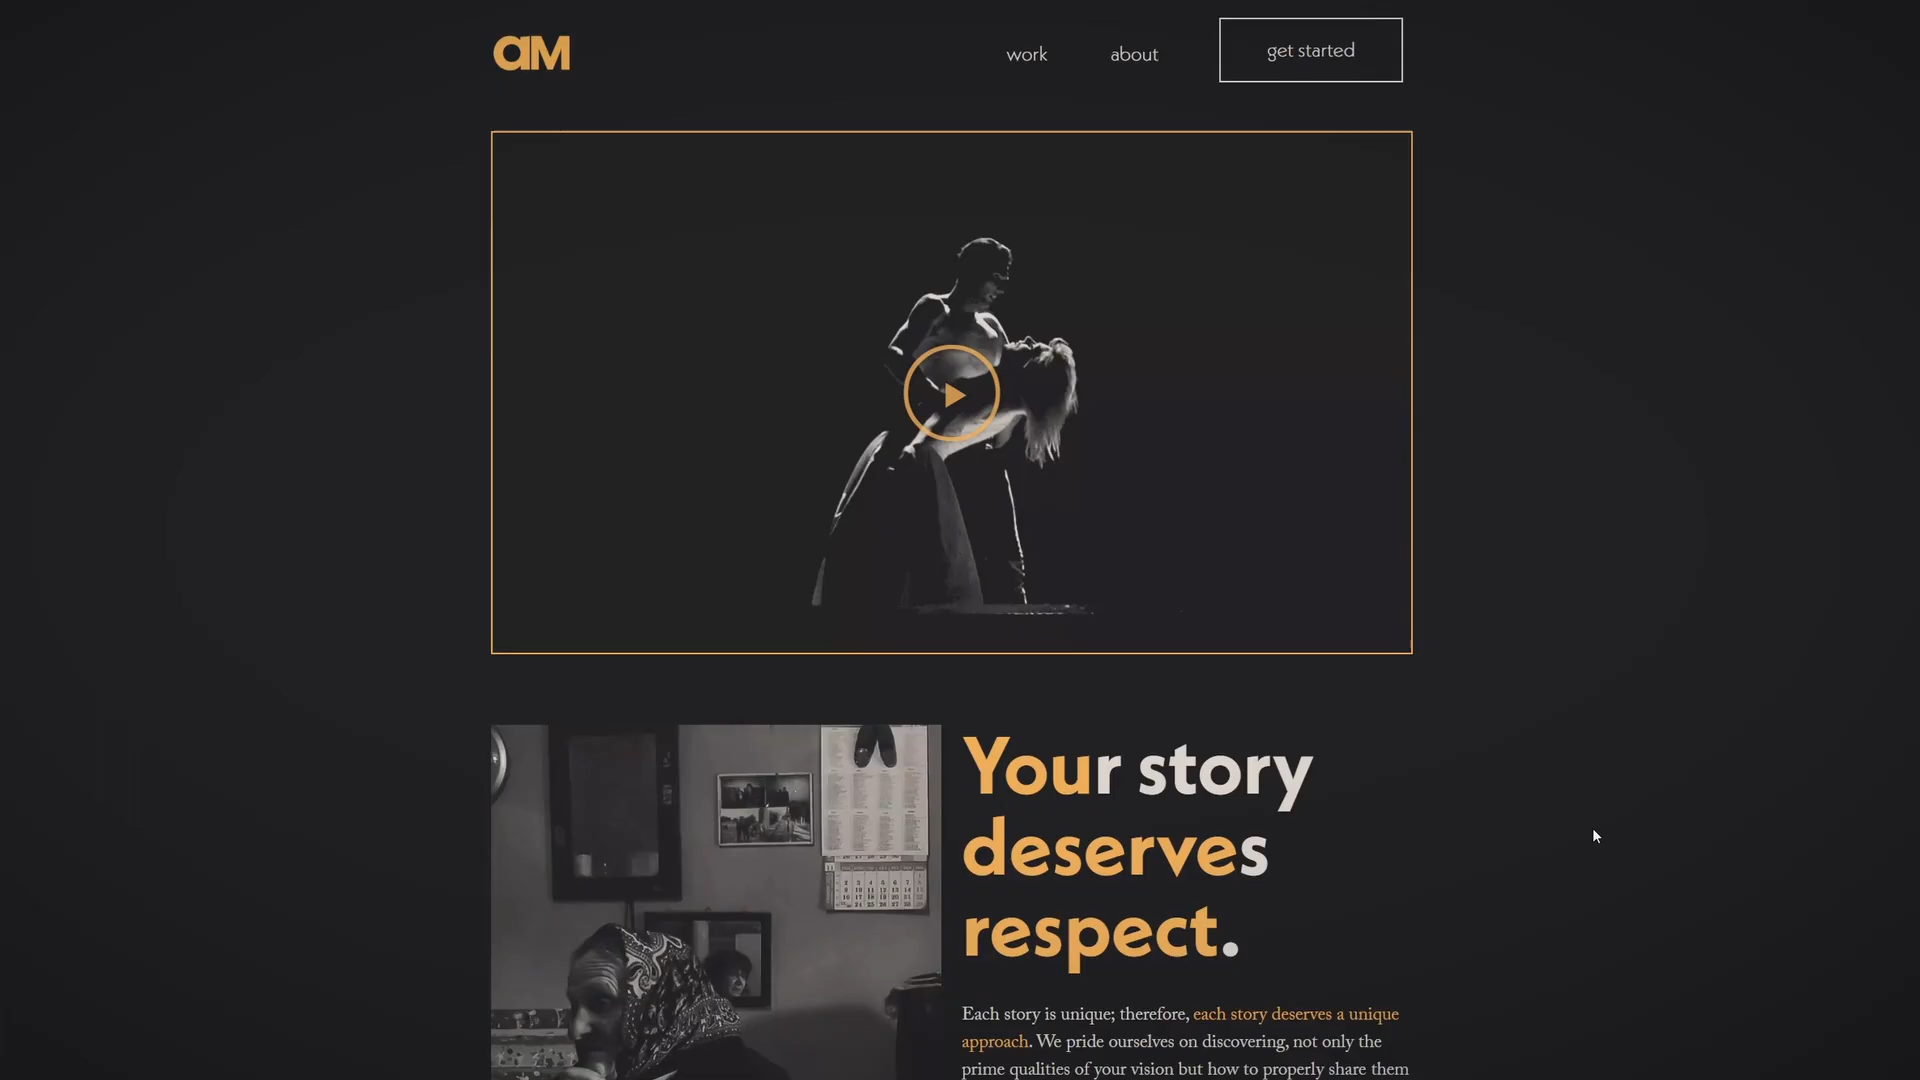 aM
work
about
get started
Your story
deserves
respect.
Each story is unique; therefore, each story deserves a unique
approach. We pride ourselves on discovering, not only the
prime qualities of your vision but how to properly share them